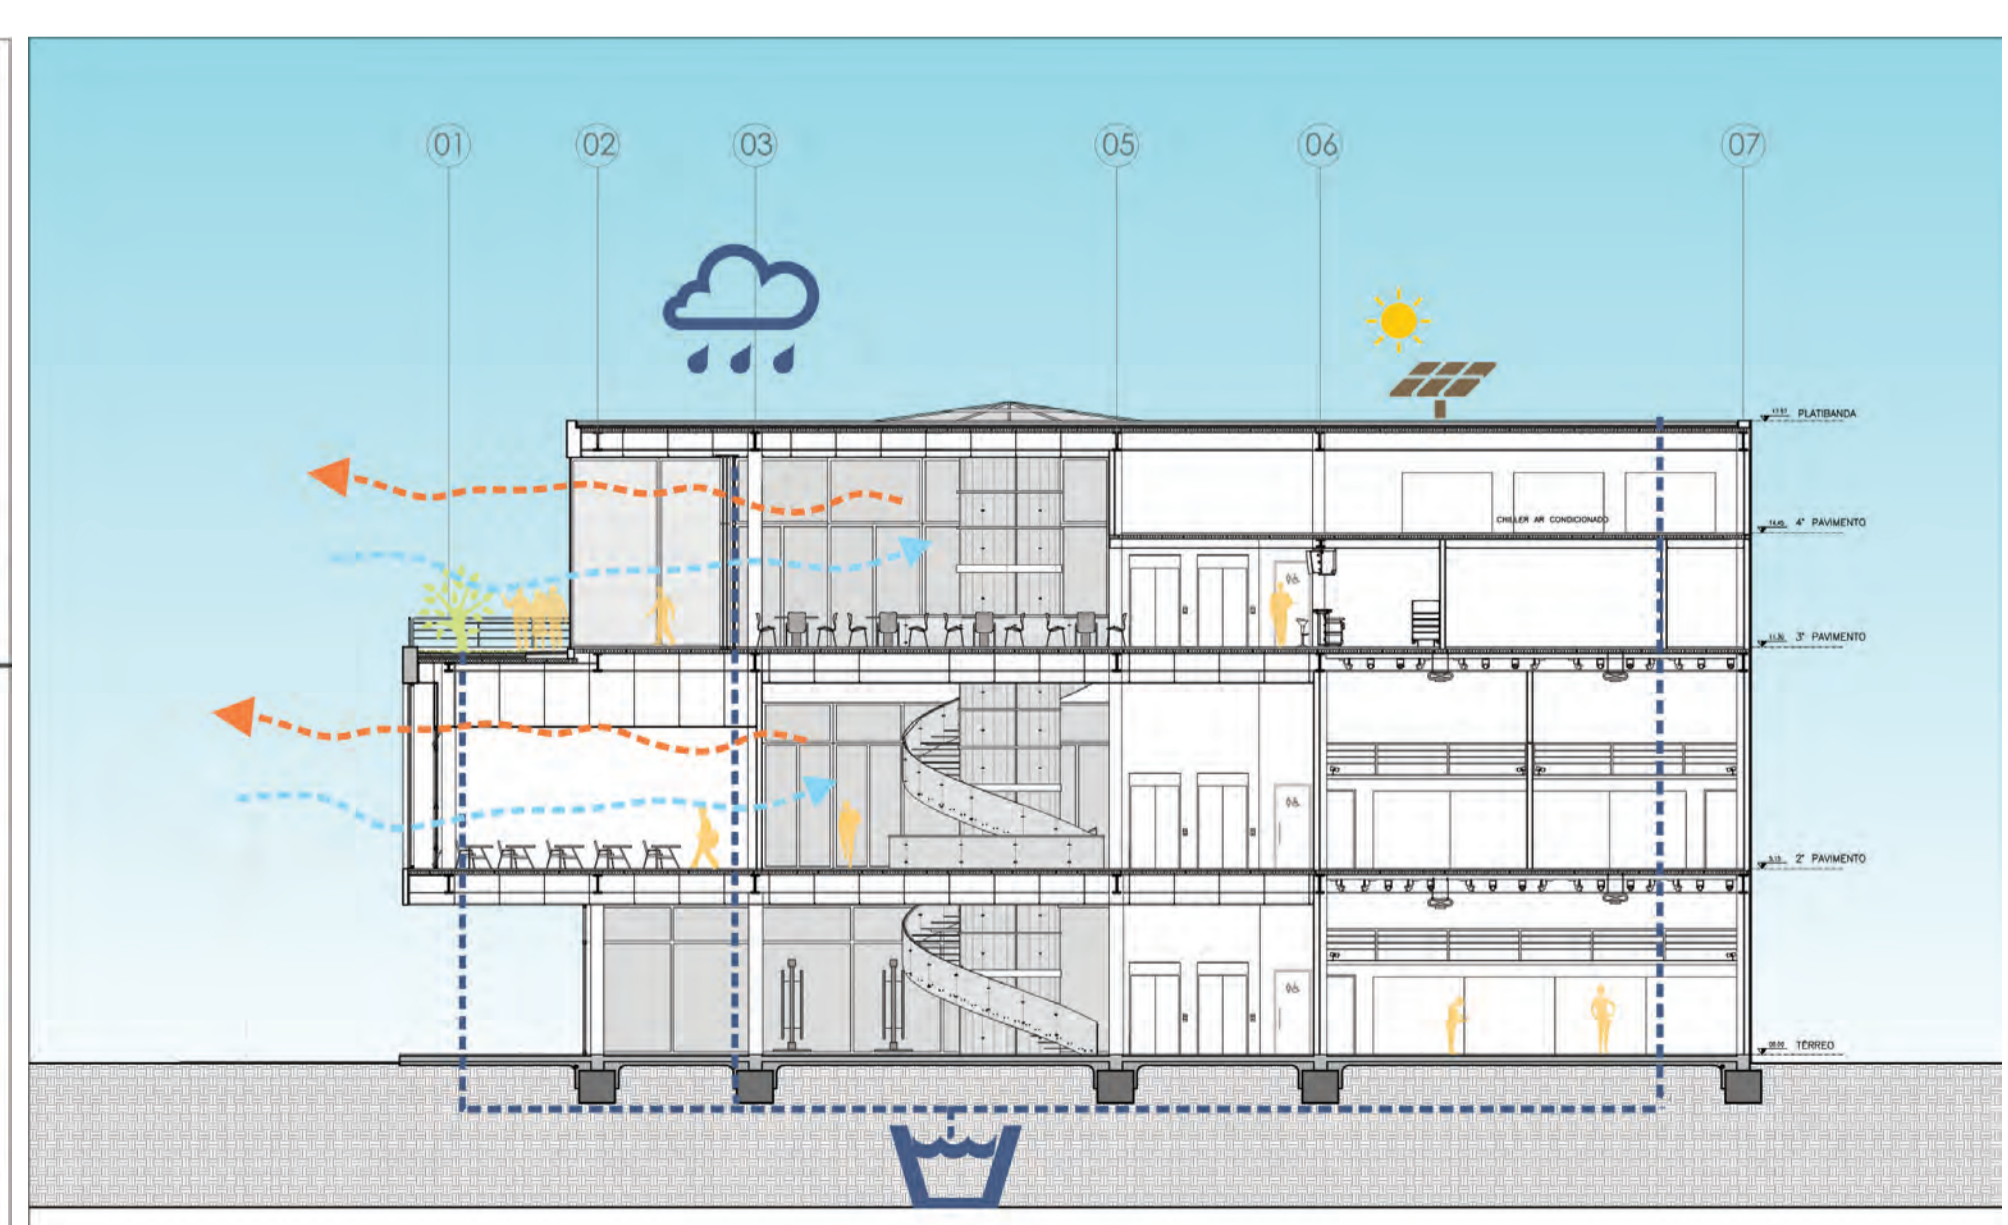 01 02 03 05 06 07
PLATIBANDA
CHILLER AR CONDICIONADO
4° PAVIMENTO
3° PAVIMENTO
2° PAVIMENTO
TÉRREO